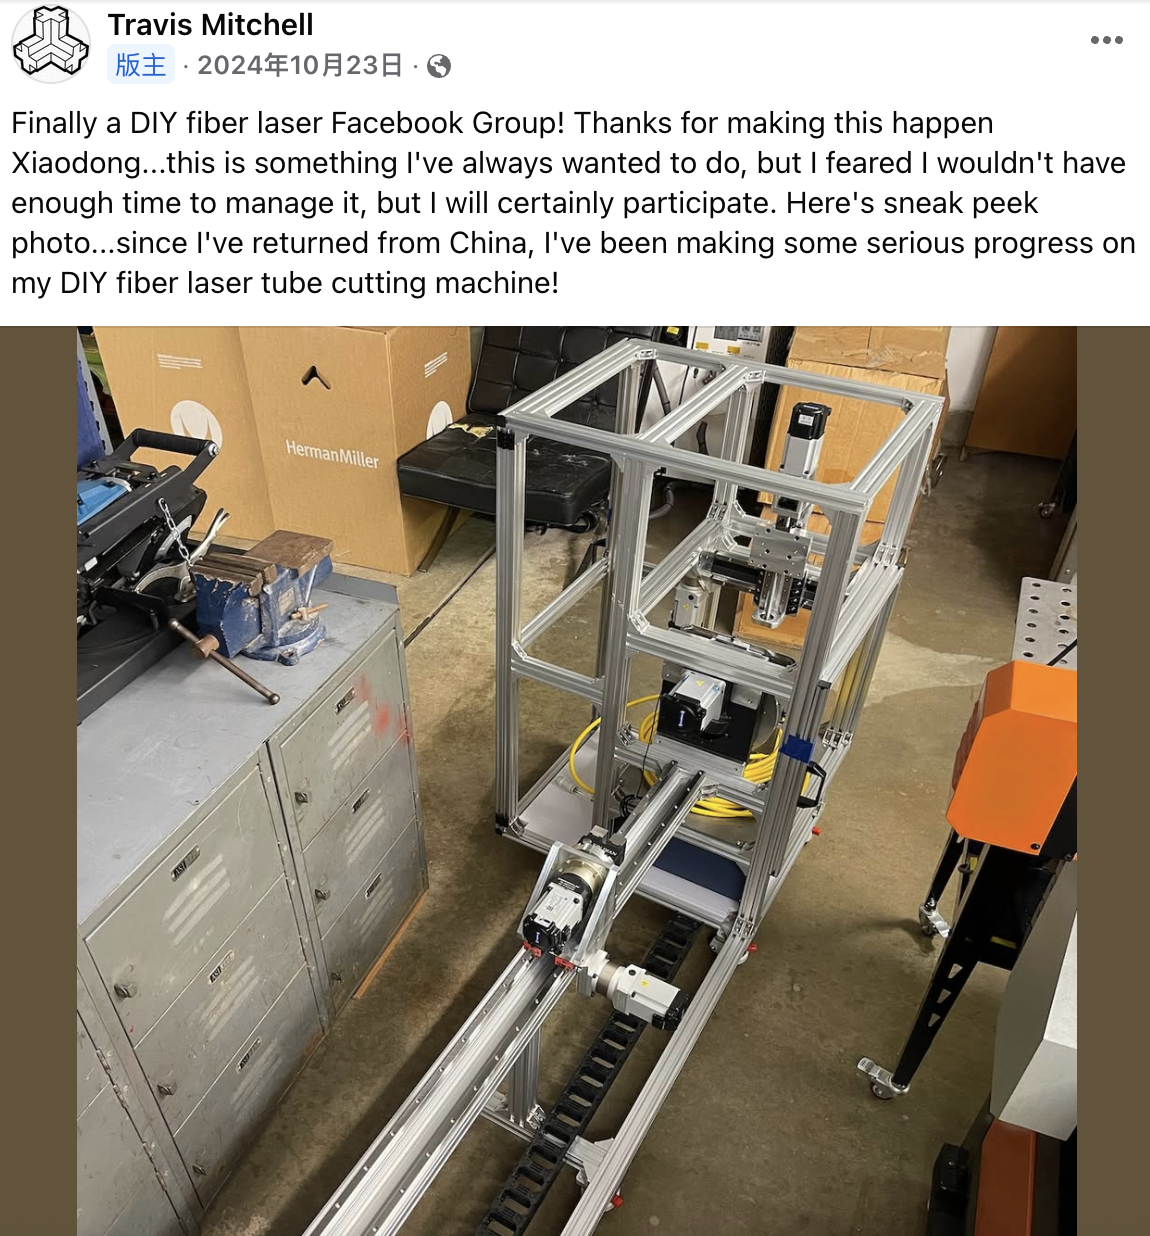 Travis Mitchell
版主 · 2024年10月23日 ·
Finally a DIY fiber laser Facebook Group! Thanks for making this happen
Xiaodong...this is something I've always wanted to do, but I feared I wouldn't have
enough time to manage it, but I will certainly participate. Here's sneak peek
photo...since I've returned from China, I've been making some serious progress on
my DIY fiber laser tube cutting machine!
HermanMiller